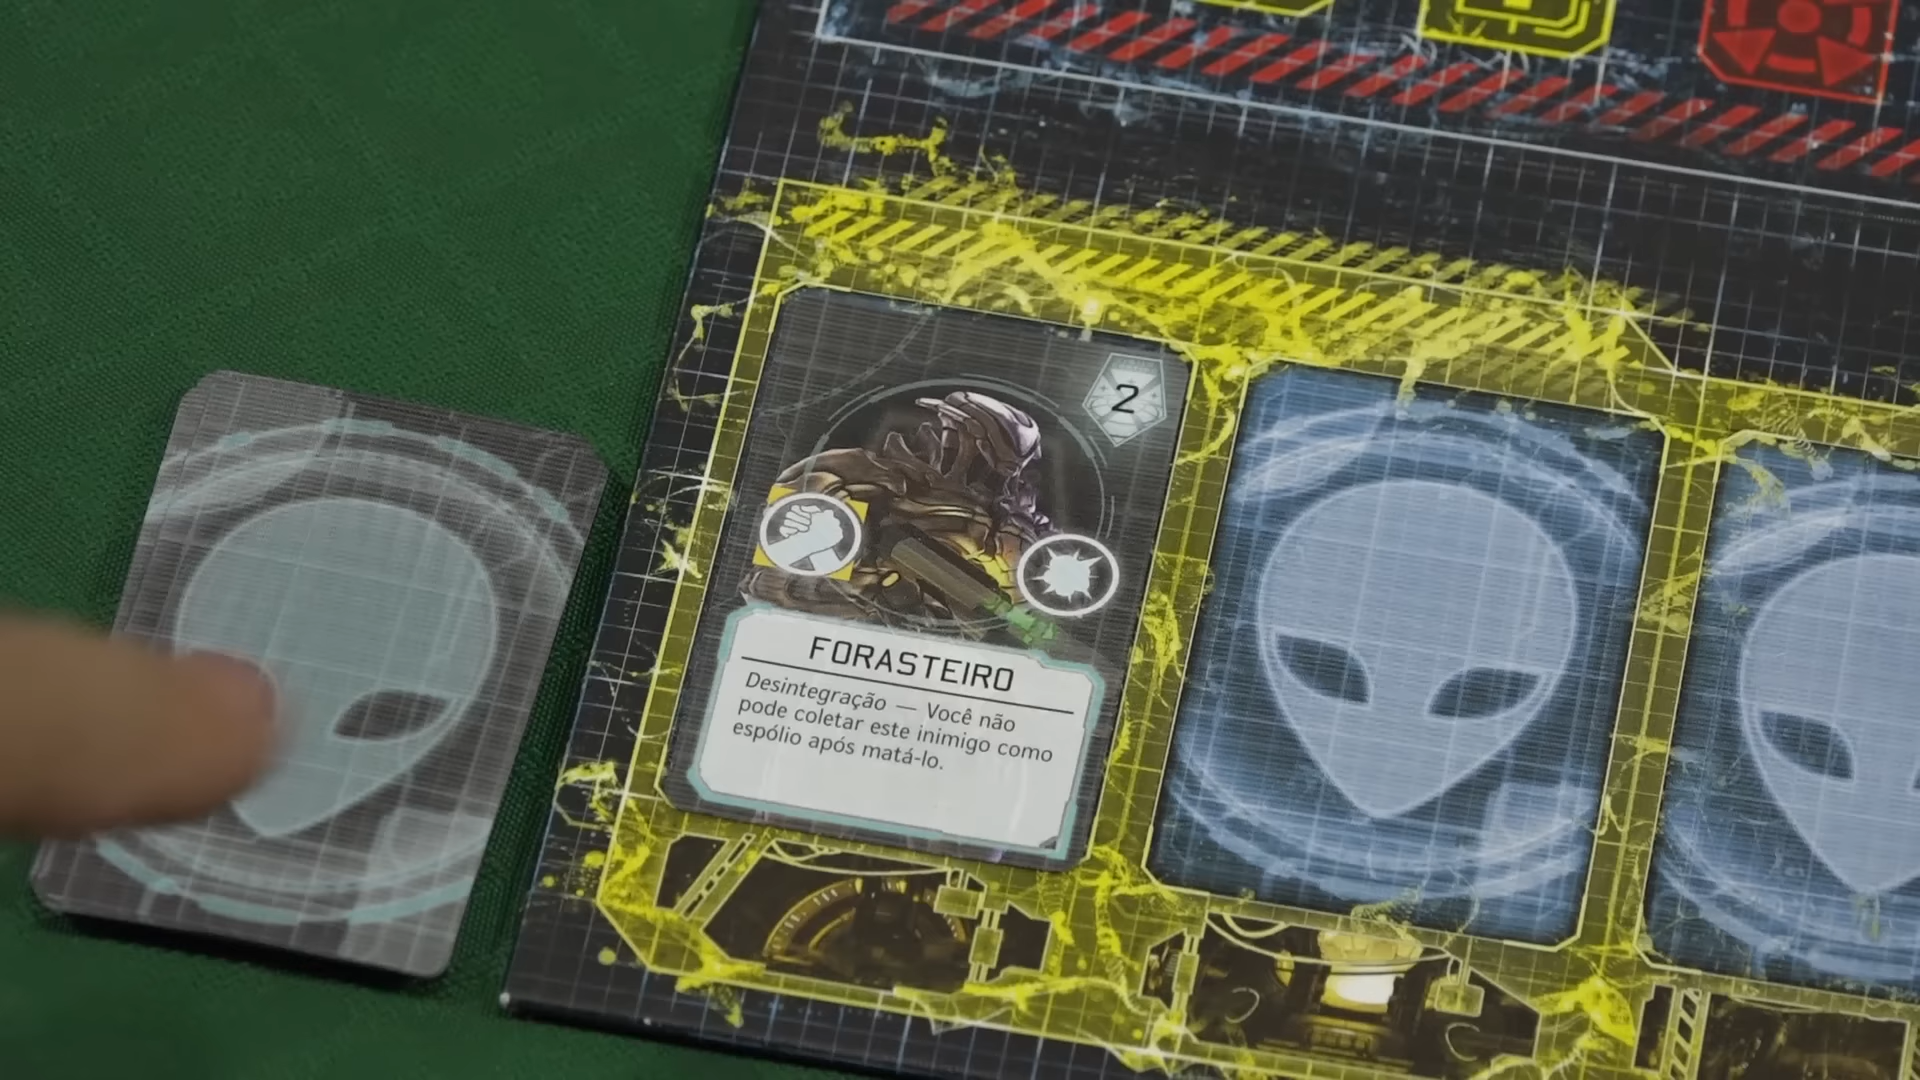 2
FORASTEIRO
Desintegração — Você não
pode coletar este inimigo como
espólio após matá-lo.